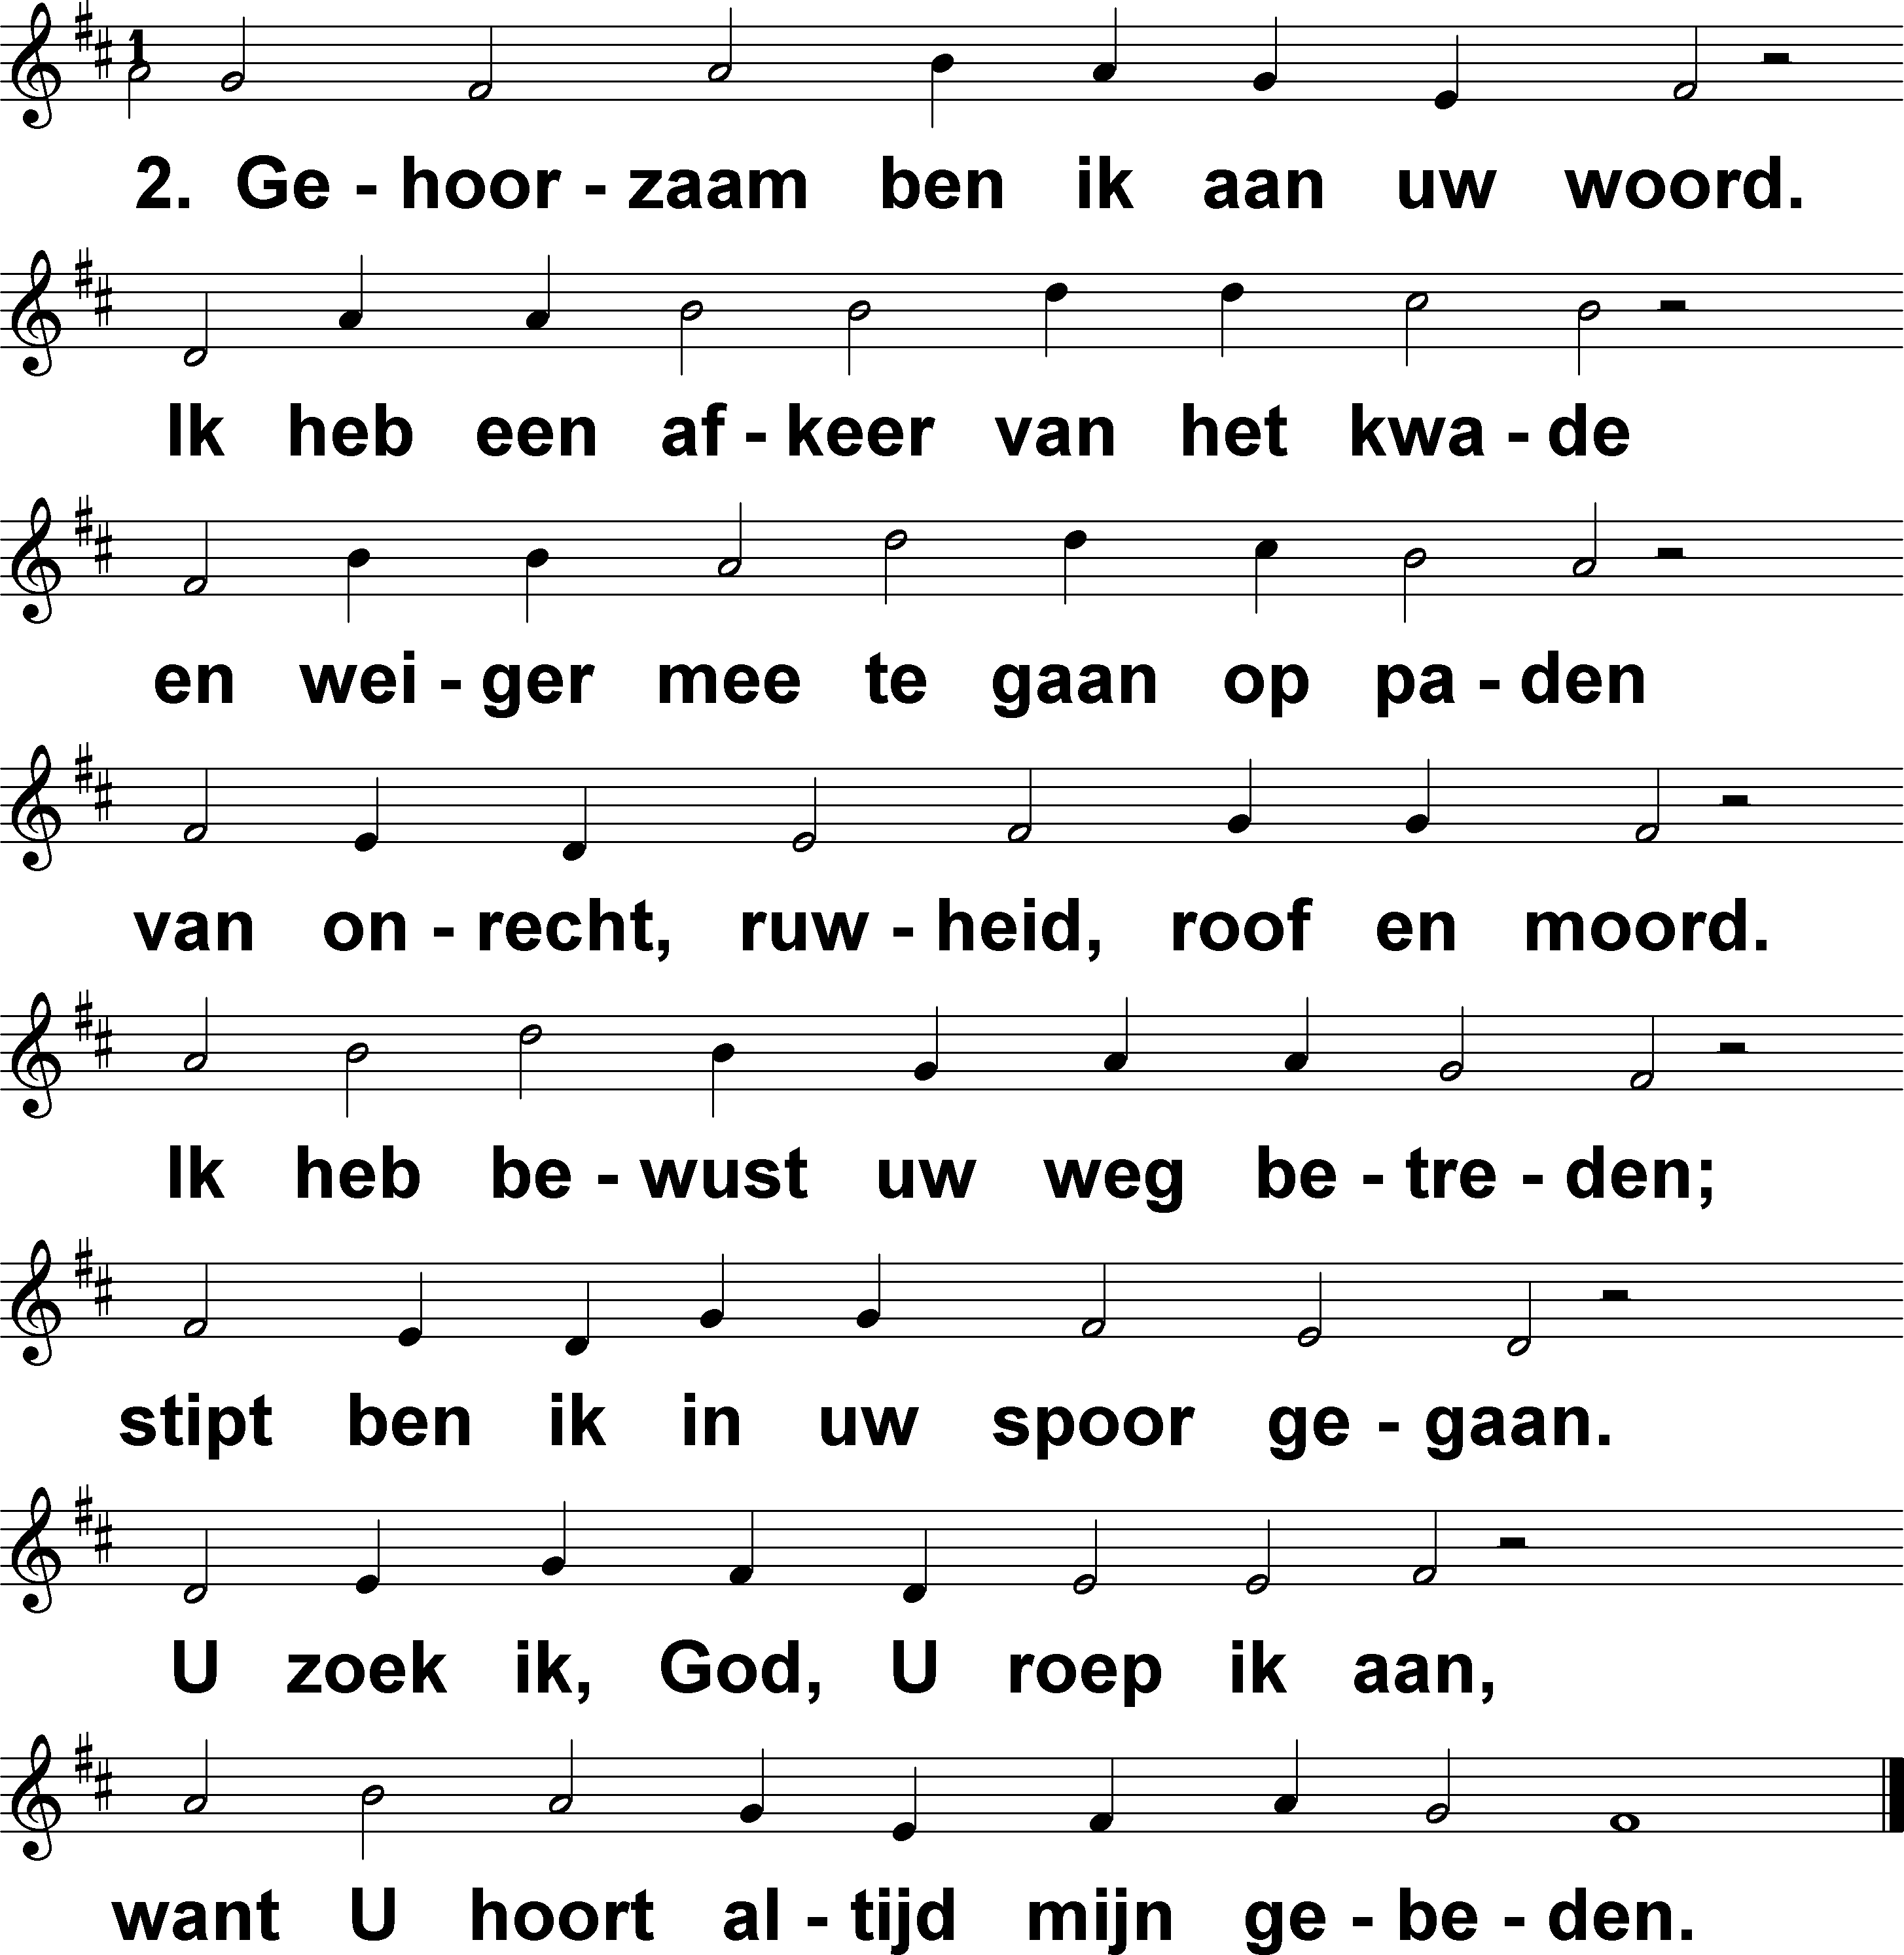 1
2. Ge - hoor - zaam ben ik aan uw woord.
Ik heb een af - keer van het kwa - de
en wei - ger mee te gaan op pa - den
van on - recht, ruw - heid, roof en moord.
Ik heb be - wust uw weg be - tre - den;
stipt ben ik in uw spoor ge - gaan.
U zoek ik, God, U roep ik aan,
want U hoort al - tijd mijn ge - be - den.